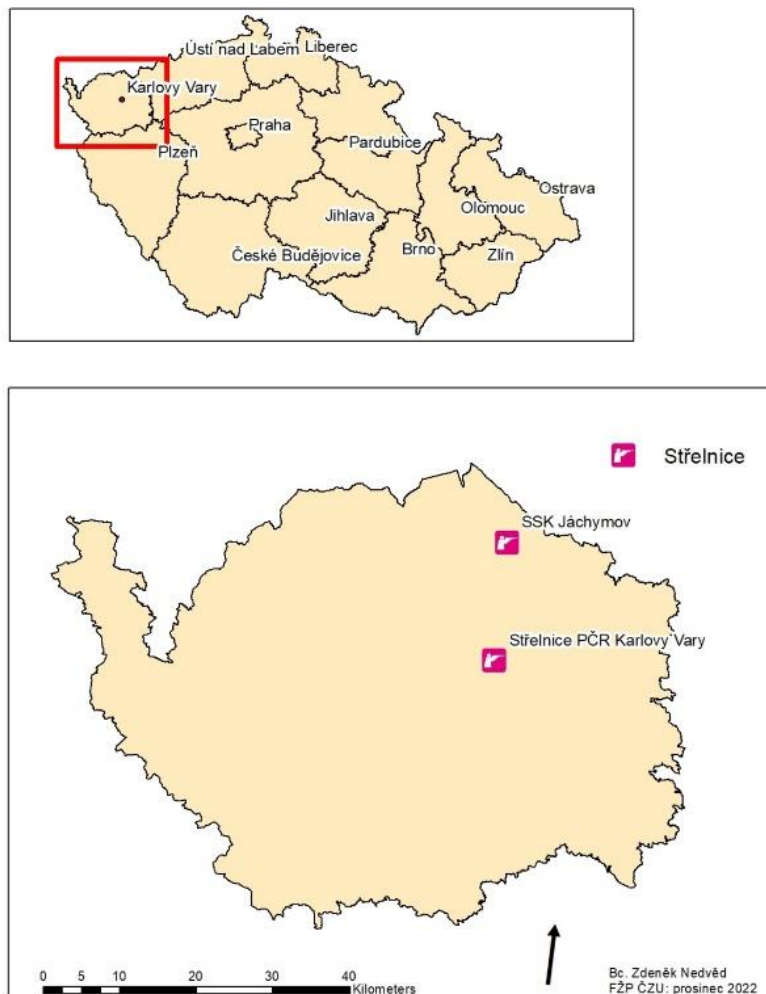 Ústí nad Labem
Liberec
Karlovy Vary
Praha
Plzeň
Pardubice
Ostrava
Jihlava
Olomouc
České Budějovice
Brno
Zlín
Střelnice
SSK Jáchymov
Střelnice PČR Karlovy Vary
0 5 10 20 30 40
Kilometers
Bc. Zdeněk Nedvěd
FŽP ČZU: prosinec 2022